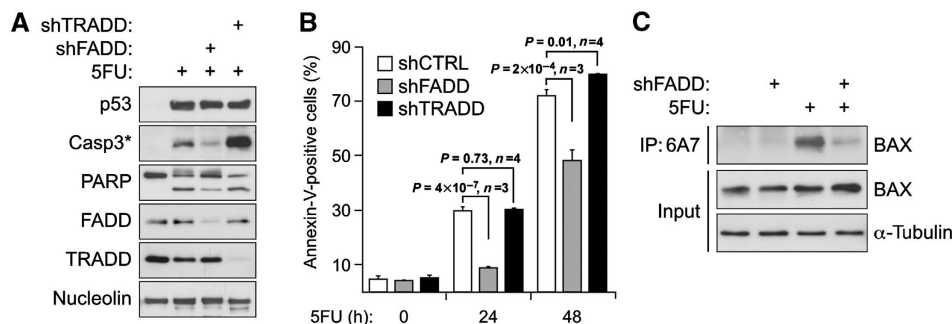 A
shTRADD: +
shFADD: +
5FU: + + +
p53
Casp3*
PARP
FADD
TRADD
Nucleolin
B
Annexin-V-positive cells (%)
90
70
50
30
10
shCTRL
shFADD
shTRADD
P = 0.01, n=4
P = 2×10⁻⁴, n=3
P = 0.73, n=4
P = 4×10⁻⁷, n=3
5FU (h): 0 24 48
C
shFADD: + +
5FU: + +
IP: 6A7 BAX
Input BAX
α-Tubulin